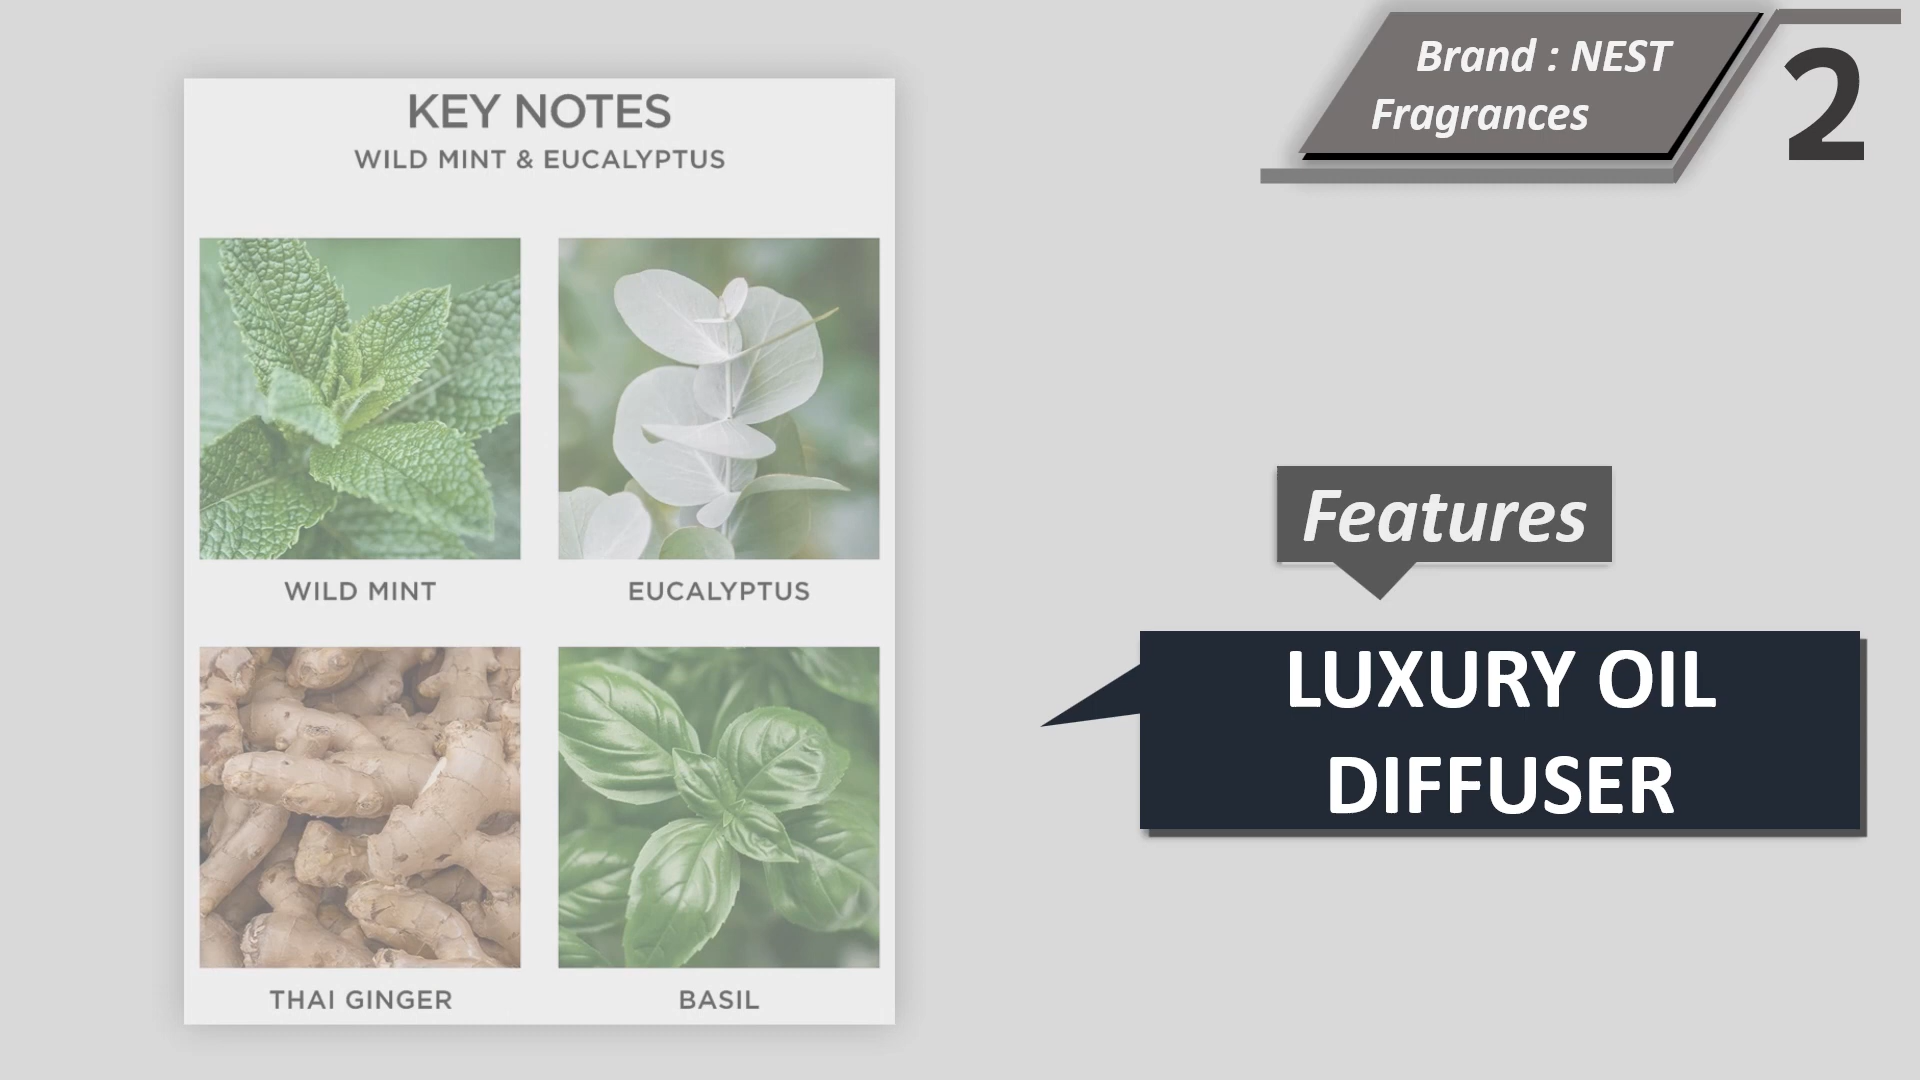 KEY NOTES
WILD MINT & EUCALYPTUS
WILD MINT
EUCALYPTUS
THAI GINGER
BASIL
Brand : NEST
Fragrances
2
Features
LUXURY OIL
DIFFUSER